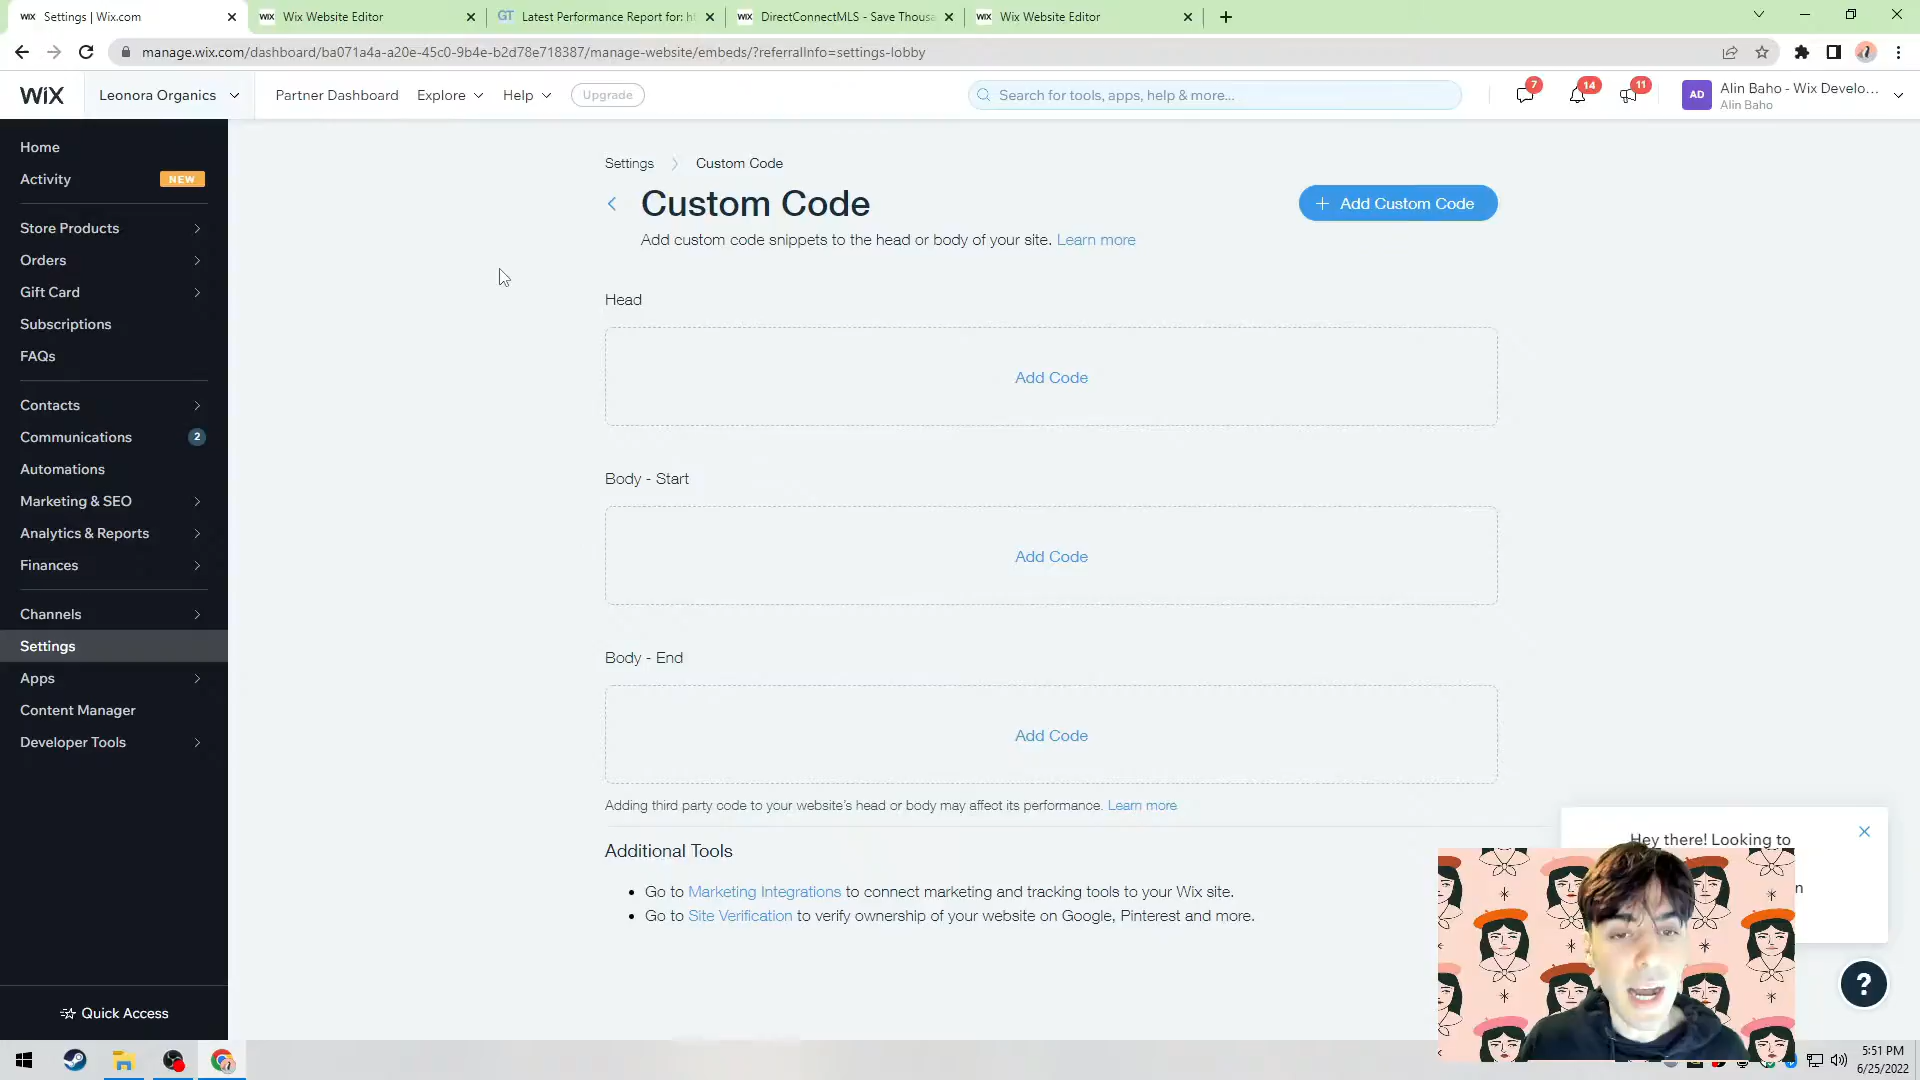 WiX Settings | Wix.com
WiX Wix Website Editor
GT Latest Performance Report for: h
WiX DirectConnectMLS - Save Thousa
WiX Wix Website Editor
manage.wix.com/dashboard/ba071a4a-a20e-45c0-9b4e-b2d78e718387/manage-website/embeds/?referralInfo=settings-lobby
WiX
Leonora Organics
Partner Dashboard
Explore
Help
Upgrade
Search for tools, apps, help & more...
7
14
11
AD
Alin Baho - Wix Develo...
Alin Baho
Home
Activity NEW
Store Products
Orders
Gift Card
Subscriptions
FAQs
Contacts
Communications 2
Automations
Marketing & SEO
Analytics & Reports
Finances
Channels
Settings
Apps
Content Manager
Developer Tools
Quick Access
Settings > Custom Code
Custom Code
+ Add Custom Code
Add custom code snippets to the head or body of your site. Learn more
Head
Add Code
Body - Start
Add Code
Body - End
Add Code
Adding third party code to your website's head or body may affect its performance. Learn more
Additional Tools
• Go to Marketing Integrations to connect marketing and tracking tools to your Wix site.
• Go to Site Verification to verify ownership of your website on Google, Pinterest and more.
Hey there! Looking to
?
5:51 PM
6/25/2022